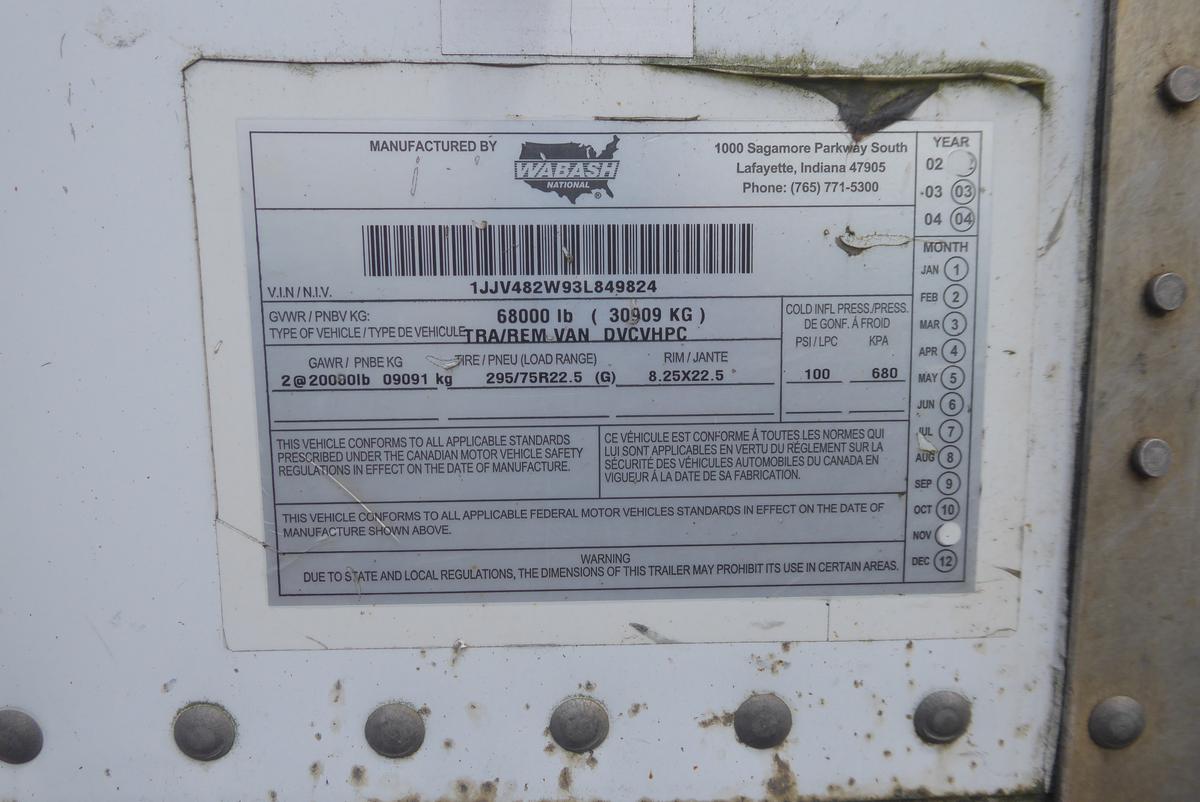 MANUFACTURED BY
WABASH
NATIONAL
®
1000 Sagamore Parkway South
Lafayette, Indiana 47905
Phone: (765) 771-5300
V.I.N / N.I.V.
1JJV482W93L849824
GVWR / PNBV KG:
68000 lb ( 30909 KG )
TYPE OF VEHICLE / TYPE DE VEHICULE
TRA/REM VAN DVCVHPC
GAWR / PNBE KG
TIRE / PNEU (LOAD RANGE)
RIM / JANTE
2@20000lb 09091 kg
295/75R22.5 (G)
8.25X22.5
COLD INFL PRESS./PRESS.
DE GONF. À FROID
PSI / LPC
KPA
100
680
THIS VEHICLE CONFORMS TO ALL APPLICABLE STANDARDS
PRESCRIBED UNDER THE CANADIAN MOTOR VEHICLE SAFETY
REGULATIONS IN EFFECT ON THE DATE OF MANUFACTURE.
CE VÉHICULE EST CONFORME À TOUTES LES NORMES QUI
LUI SONT APPLICABLES EN VERTU DU RÉGLEMENT SUR LA
SÉCURITÉ DES VÉHICULES AUTOMOBILES DU CANADA EN
VIGUEUR À LA DATE DE SA FABRICATION.
THIS VEHICLE CONFORMS TO ALL APPLICABLE FEDERAL MOTOR VEHICLES STANDARDS IN EFFECT ON THE DATE OF
MANUFACTURE SHOWN ABOVE.
WARNING
DUE TO STATE AND LOCAL REGULATIONS, THE DIMENSIONS OF THIS TRAILER MAY PROHIBIT ITS USE IN CERTAIN AREAS.
YEAR
02
03 03
04 04
MONTH
JAN 1
FEB 2
MAR 3
APR 4
MAY 5
JUN 6
JUL 7
AUG 8
SEP 9
OCT 10
NOV
DEC 12